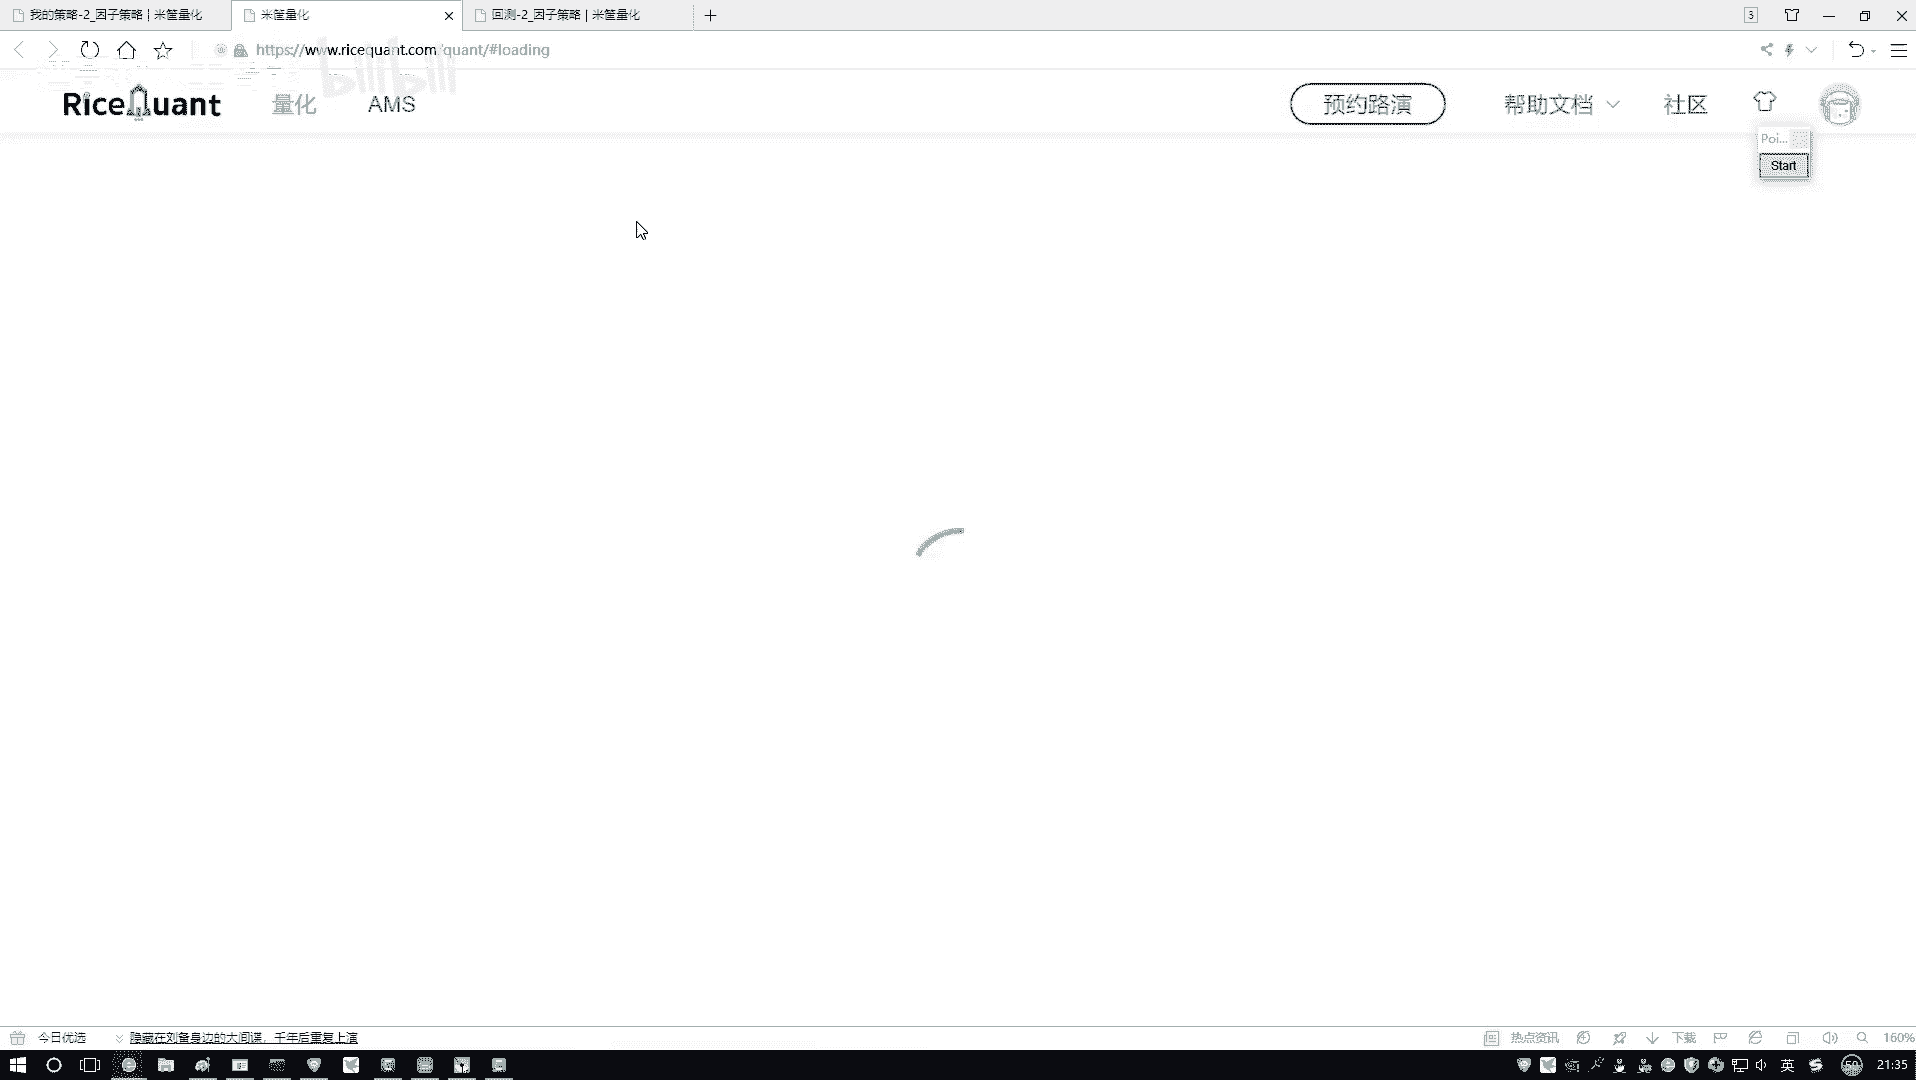 我的策略-2_因子策略 | 米筐量化
米筐量化
回测-2_因子策略 | 米筐量化
3
https://www.ricequant.com/quant/#loading
bilibili
RiceQuant
量化
AMS
预约路演
帮助文档
社区
Poi...
Start
今日优选
隐藏在刘备身边的大间谍，千年后重复上演
热点资讯
下载
160%
英
59
21:35